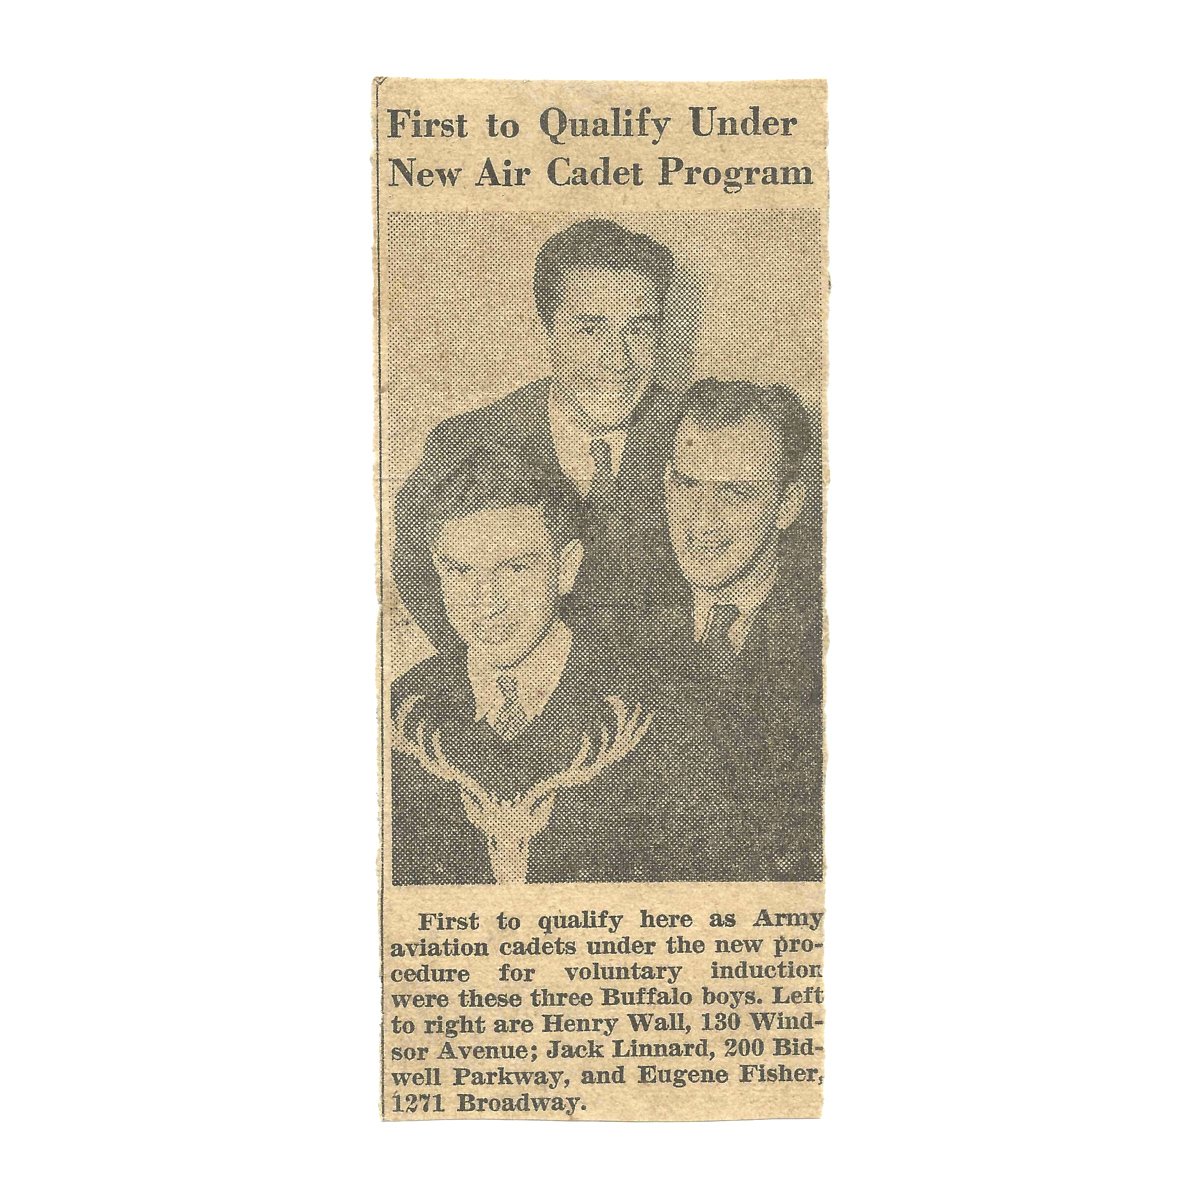 First to Qualify Under
New Air Cadet Program
First to qualify here as Army
aviation cadets under the new pro-
cedure for voluntary induction
were these three Buffalo boys. Left
to right are Henry Wall, 130 Wind-
sor Avenue; Jack Linnard, 200 Bid-
well Parkway, and Eugene Fisher,
1271 Broadway.